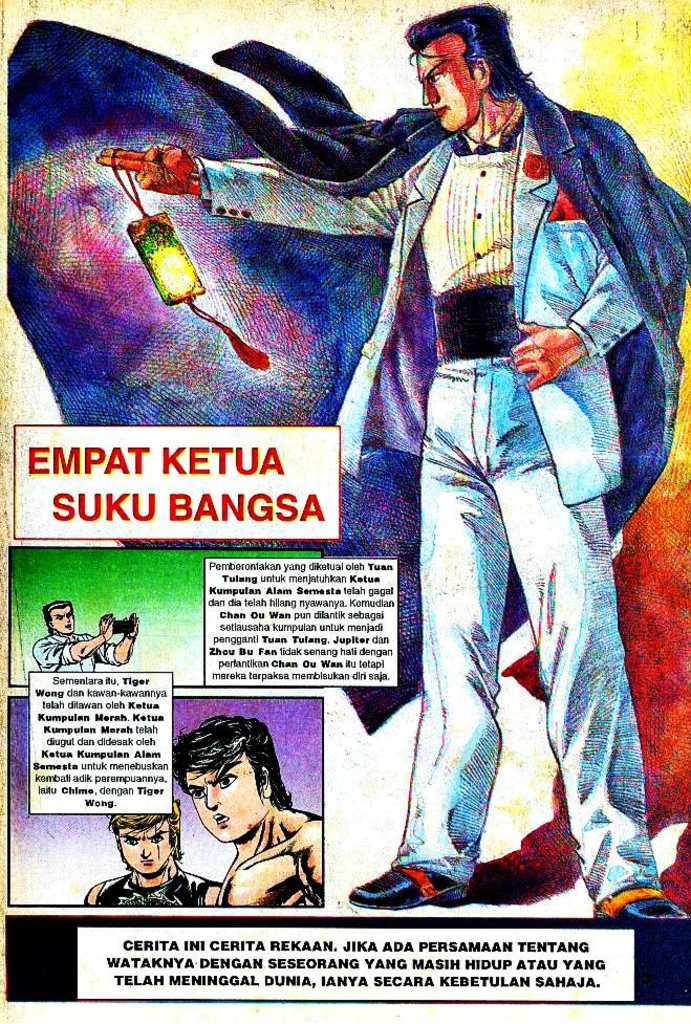 EMPAT KETUA
SUKU BANGSA
Pemberontakan yang diketuai oleh Tuan
Tulang untuk menjatuhkan Ketua
Kumpulan Alam Semesta telah gagal
dan dia telah hilang nyawanya. Kemudian
Chan Ou Wan pun dilantik sebagai
setiausaha kumpulan untuk menjadi
pengganti Tuan Tulang, Jupiter dan
Zhou Bu Fan tidak senang hati dengan
perlantikan Chan Ou Wan itu tetapi
mereka terpaksa membisukan diri saja.
Sementara itu, Tiger
Wong dan kawan-kawannya
telah ditawan oleh Ketua
Kumpulan Merah. Ketua
Kumpulan Merah telah
diugut dan didesak oleh
Ketua Kumpulan Alam
Semesta untuk menebuskan
kembali adik perempuannya,
iaitu Chime, dengan Tiger
Wong.
CERITA INI CERITA REKAAN. JIKA ADA PERSAMAAN TENTANG
WATAKNYA DENGAN SESEORANG YANG MASIH HIDUP ATAU YANG
TELAH MENINGGAL DUNIA, IANYA SECARA KEBETULAN SAHAJA.